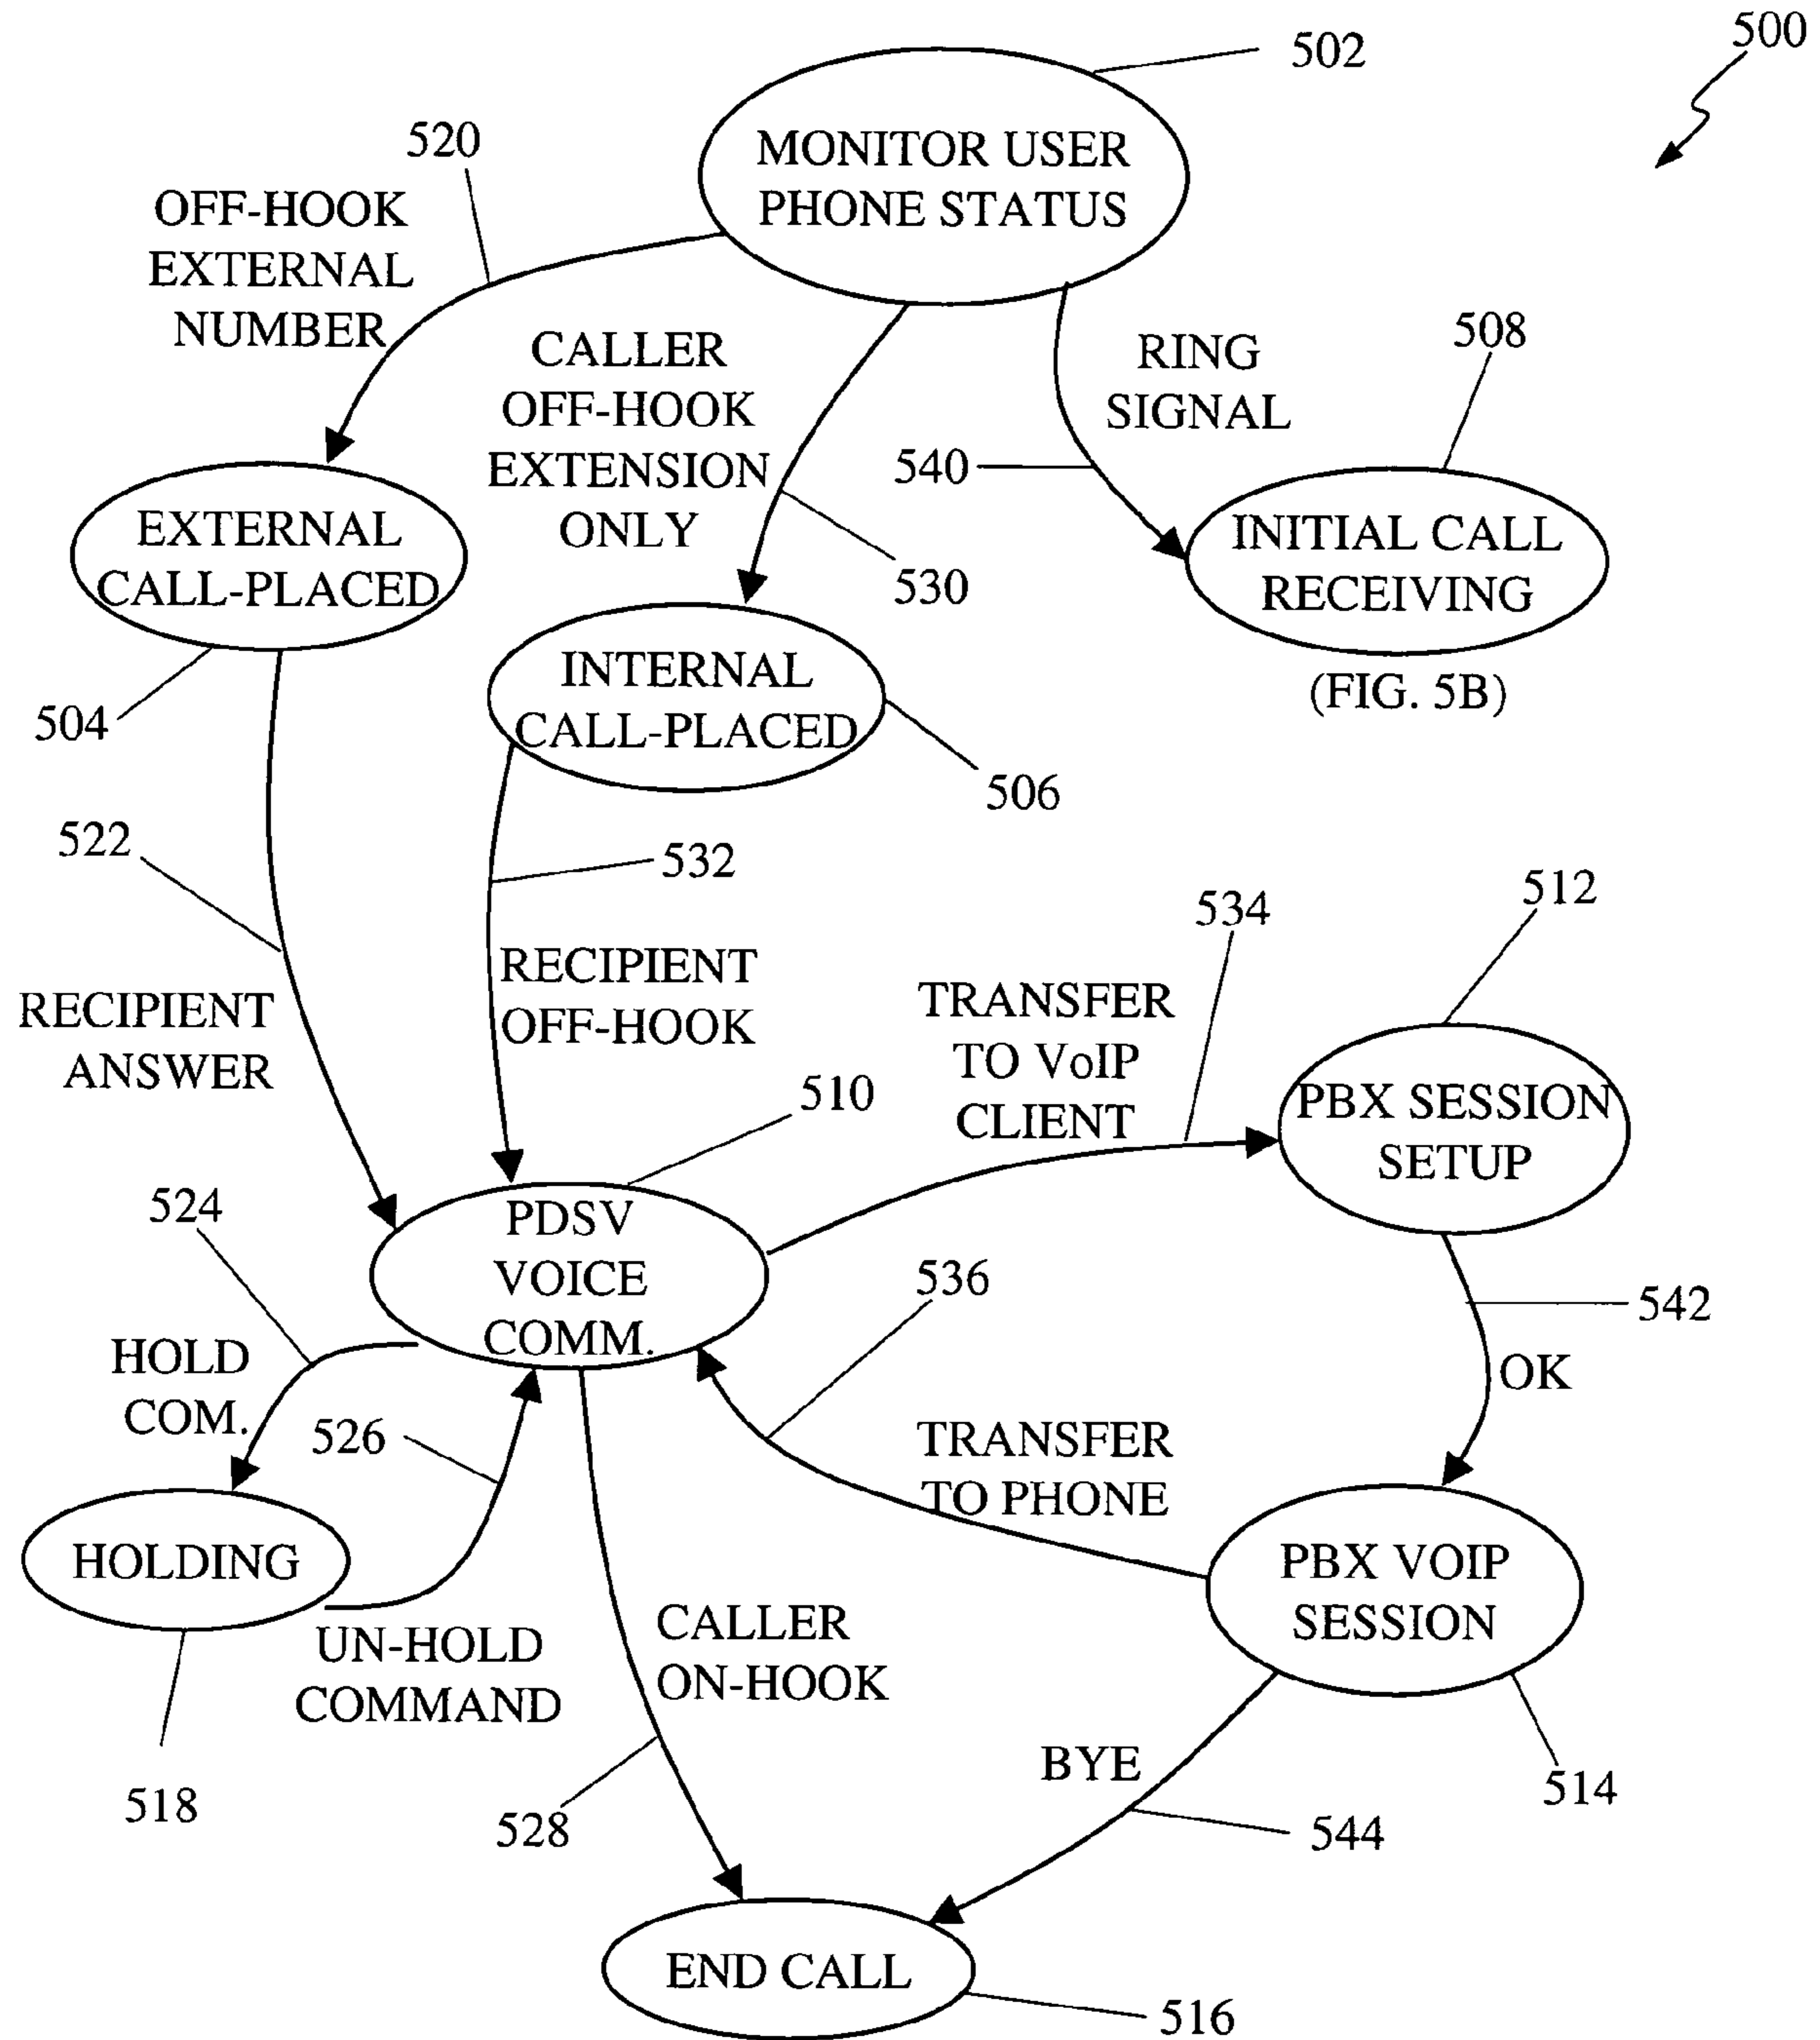 500
502
MONITOR USER
PHONE STATUS
520
OFF-HOOK
EXTERNAL
NUMBER
CALLER
OFF-HOOK
EXTENSION
ONLY
RING
SIGNAL
508
540
530
EXTERNAL
CALL-PLACED
INITIAL CALL
RECEIVING
(FIG. 5B)
504
INTERNAL
CALL-PLACED
506
522
532
534
512
RECIPIENT
ANSWER
RECIPIENT
OFF-HOOK
TRANSFER
TO VoIP
CLIENT
510
PBX SESSION
SETUP
524
PDSV
VOICE
COMM.
536
542
HOLD
COM.
526
OK
TRANSFER
TO PHONE
HOLDING
PBX VOIP
SESSION
UN-HOLD
COMMAND
CALLER
ON-HOOK
518
528
BYE
514
544
END CALL
516